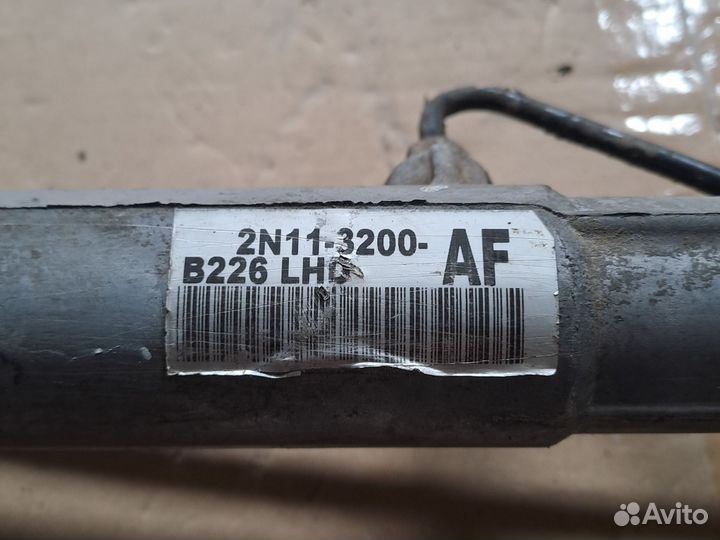 2N11-3200- AF
B226 LHD
Avito